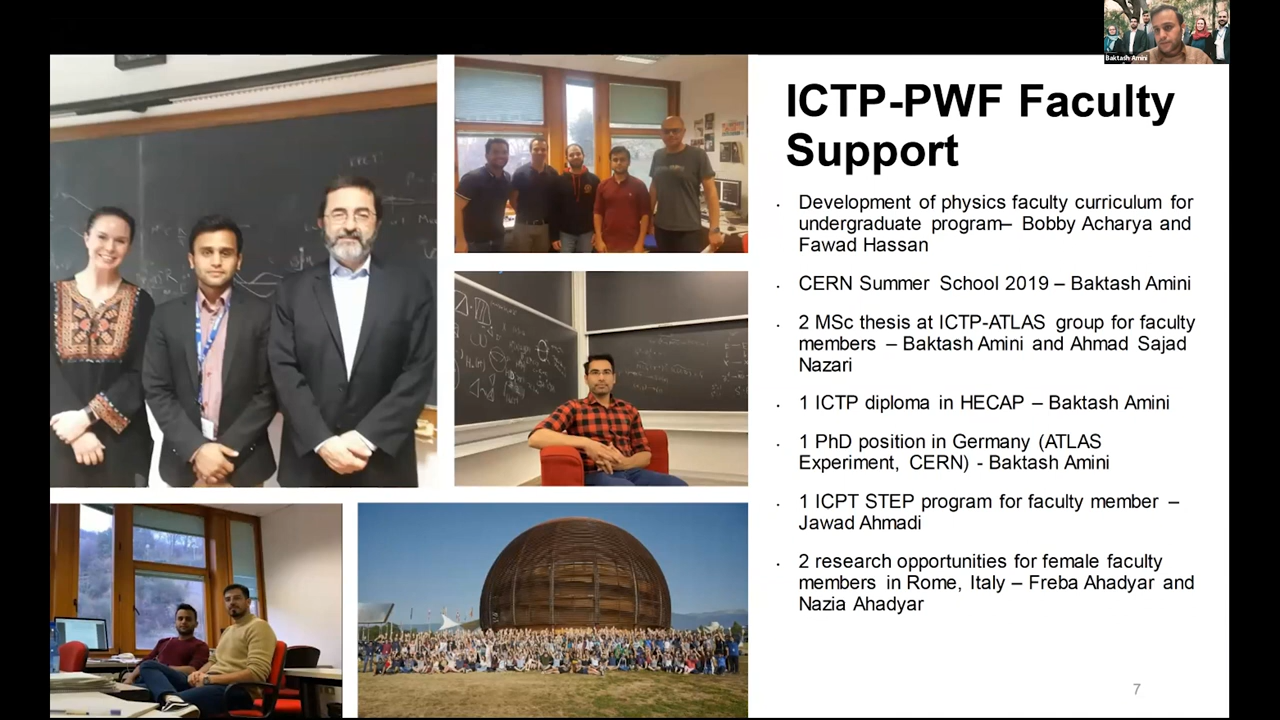 Baktash Amini
ICTP-PWF Faculty
Support
Development of physics faculty curriculum for
undergraduate program– Bobby Acharya and
Fawad Hassan
CERN Summer School 2019 – Baktash Amini
2 MSc thesis at ICTP-ATLAS group for faculty
members – Baktash Amini and Ahmad Sajad
Nazari
1 ICTP diploma in HECAP – Baktash Amini
1 PhD position in Germany (ATLAS
Experiment, CERN) - Baktash Amini
1 ICPT STEP program for faculty member –
Jawad Ahmadi
2 research opportunities for female faculty
members in Rome, Italy – Freba Ahadyar and
Nazia Ahadyar
7